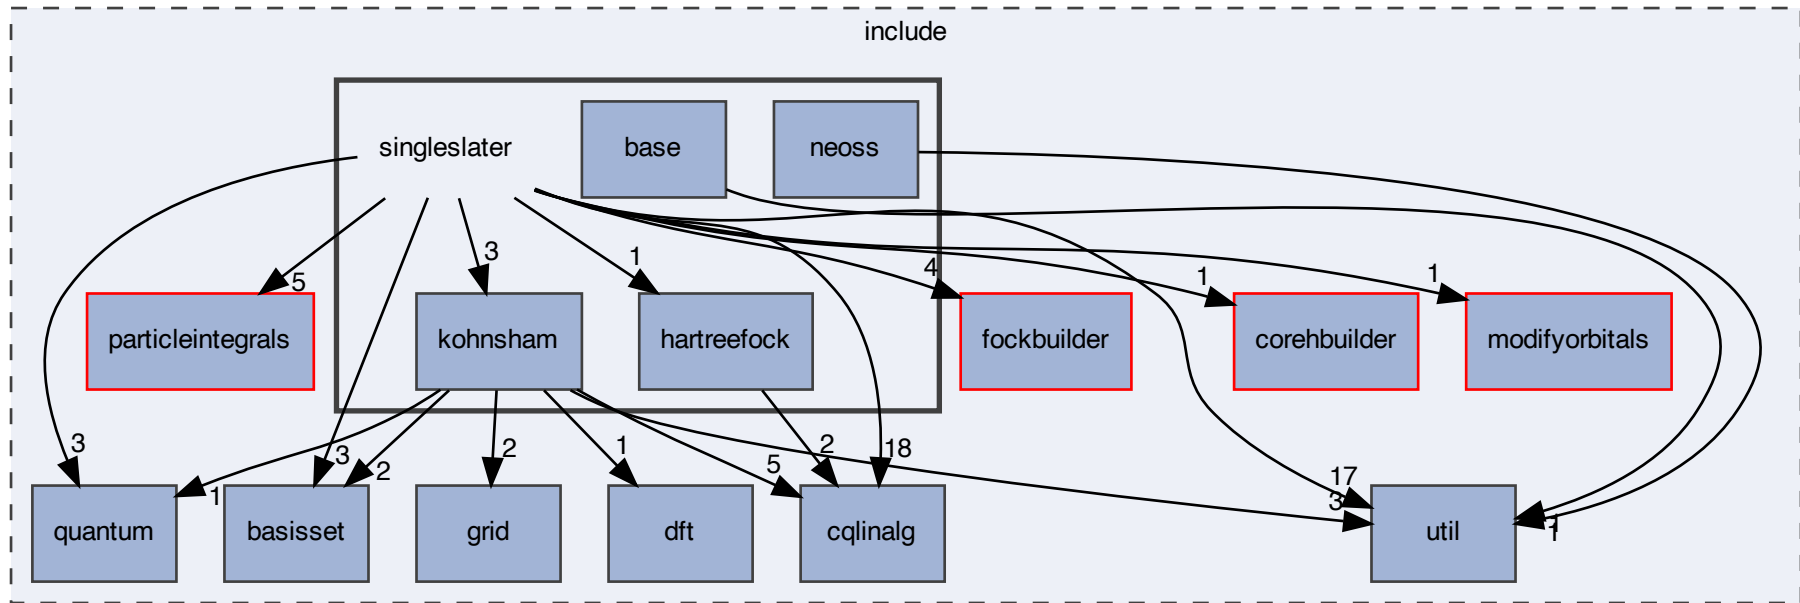 include
singleslater
base
neoss
3
1
4
1
1
5
particleintegrals
kohnsham
hartreefock
fockbuilder
corehbuilder
modifyorbitals
3
1
3
2
2
1
5
2
18
17
3
1
1
quantum
basisset
grid
dft
cqlinalg
util